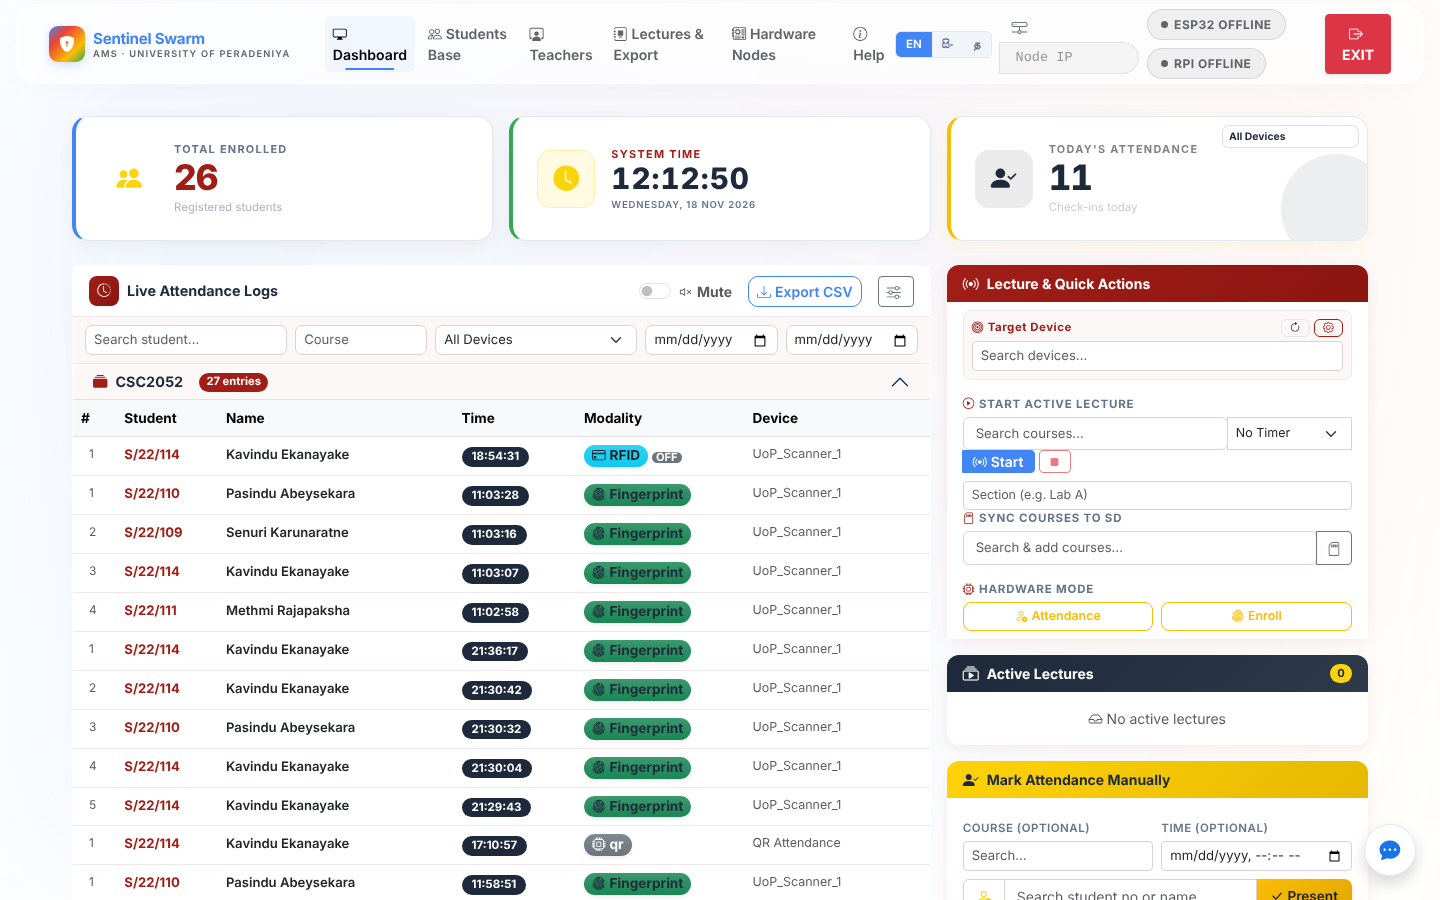 Sentinel Swarm
AMS · UNIVERSITY OF PERADENIYA
Dashboard
Students Base
Teachers
Lectures & Export
Hardware Nodes
Help
EN
සිං
த
Node IP
ESP32 OFFLINE
RPI OFFLINE
EXIT
TOTAL ENROLLED
26
Registered students
SYSTEM TIME
12:12:50
WEDNESDAY, 18 NOV 2026
TODAY'S ATTENDANCE
11
Check-ins today
All Devices
Live Attendance Logs
Mute
Export CSV
Search student...
Course
All Devices
mm/dd/yyyy
mm/dd/yyyy
CSC2052
27 entries
# Student Name Time Modality Device
1 S/22/114 Kavindu Ekanayake 18:54:31 RFID OFF UoP_Scanner_1
1 S/22/110 Pasindu Abeysekara 11:03:28 Fingerprint UoP_Scanner_1
2 S/22/109 Senuri Karunaratne 11:03:16 Fingerprint UoP_Scanner_1
3 S/22/114 Kavindu Ekanayake 11:03:07 Fingerprint UoP_Scanner_1
4 S/22/111 Methmi Rajapaksha 11:02:58 Fingerprint UoP_Scanner_1
1 S/22/114 Kavindu Ekanayake 21:36:17 Fingerprint UoP_Scanner_1
2 S/22/114 Kavindu Ekanayake 21:30:42 Fingerprint UoP_Scanner_1
3 S/22/110 Pasindu Abeysekara 21:30:32 Fingerprint UoP_Scanner_1
4 S/22/114 Kavindu Ekanayake 21:30:04 Fingerprint UoP_Scanner_1
5 S/22/114 Kavindu Ekanayake 21:29:43 Fingerprint UoP_Scanner_1
1 S/22/114 Kavindu Ekanayake 17:10:57 qr QR Attendance
1 S/22/110 Pasindu Abeysekara 11:58:51 Fingerprint UoP_Scanner_1
Lecture & Quick Actions
Target Device
Search devices...
START ACTIVE LECTURE
Search courses...
No Timer
Start
Section (e.g. Lab A)
SYNC COURSES TO SD
Search & add courses...
HARDWARE MODE
Attendance
Enroll
Active Lectures
0
No active lectures
Mark Attendance Manually
COURSE (OPTIONAL)
TIME (OPTIONAL)
Search...
mm/dd/yyyy, --:-- --
Search student no or name
Present